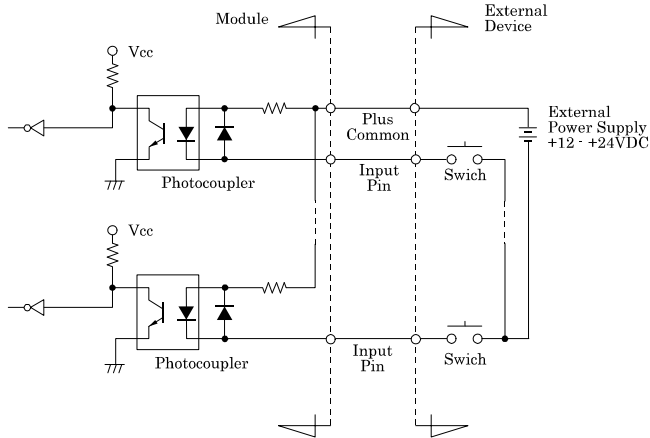 Module
External
Device
Vcc
Plus
Common
External
Power Supply
+12 - +24VDC
Photocoupler
Input
Pin
Swich
Vcc
Photocoupler
Input
Pin
Swich